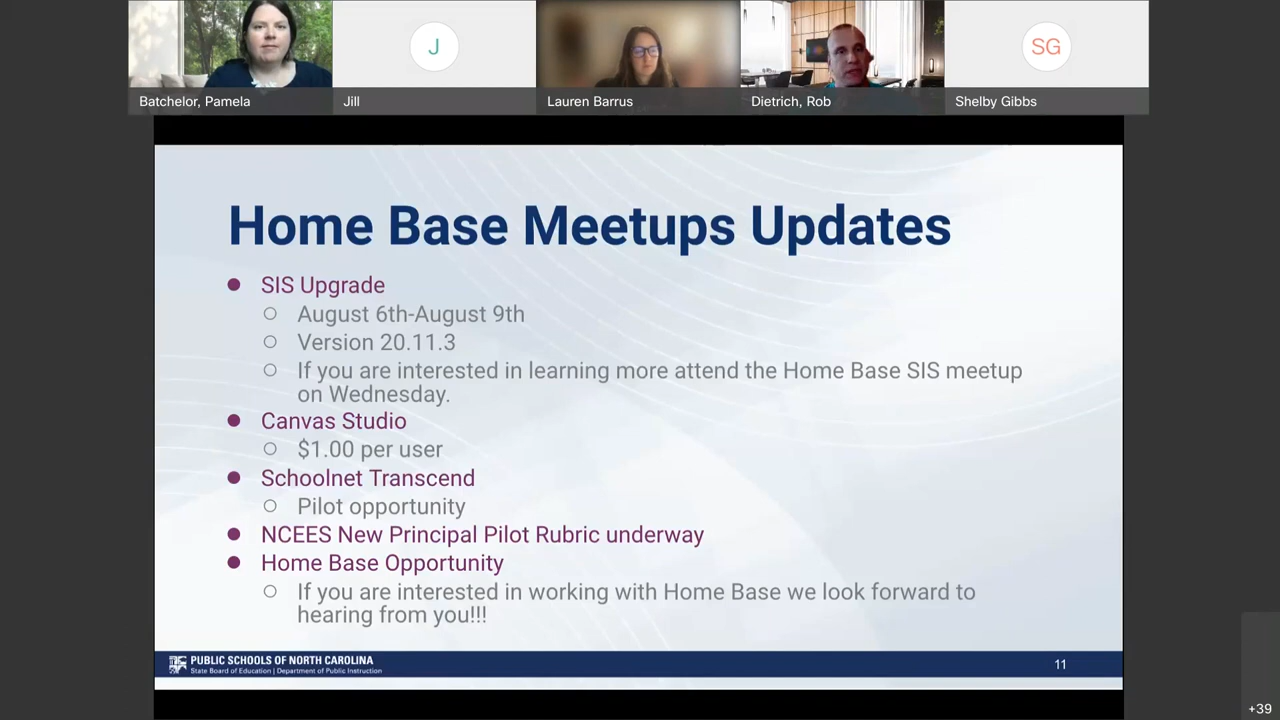 J
SG
Batchelor, Pamela
Jill
Lauren Barrus
Dietrich, Rob
Shelby Gibbs
Home Base Meetups Updates
SIS Upgrade
August 6th-August 9th
Version 20.11.3
If you are interested in learning more attend the Home Base SIS meetup
on Wednesday.
Canvas Studio
$1.00 per user
Schoolnet Transcend
Pilot opportunity
NCEES New Principal Pilot Rubric underway
Home Base Opportunity
If you are interested in working with Home Base we look forward to
hearing from you!!!
PUBLIC SCHOOLS OF NORTH CAROLINA
State Board of Education | Department of Public Instruction
11
+39